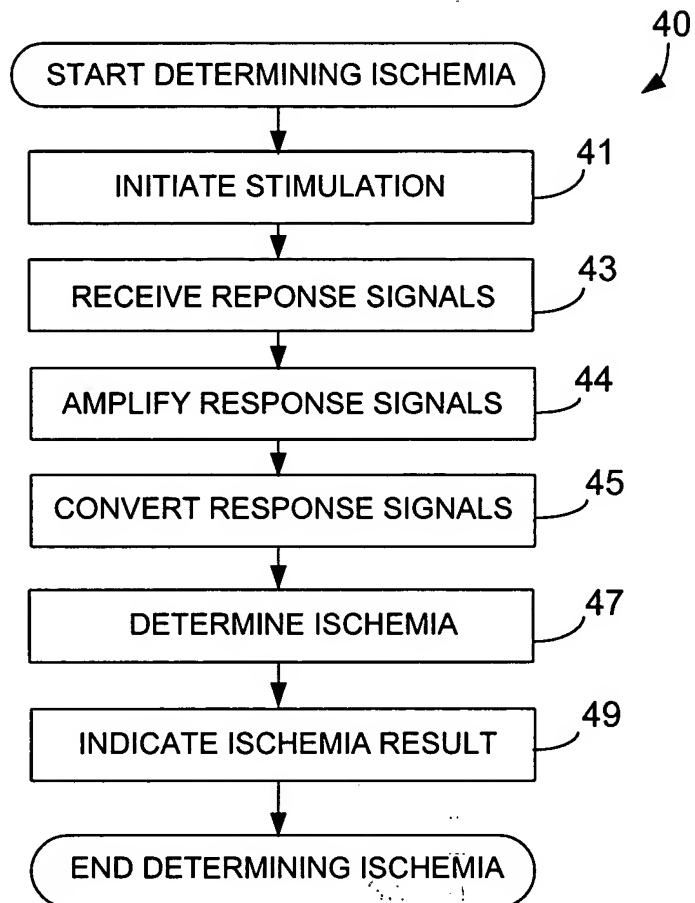 40
START DETERMINING ISCHEMIA
41
INITIATE STIMULATION
43
RECEIVE REPONSE SIGNALS
44
AMPLIFY RESPONSE SIGNALS
45
CONVERT RESPONSE SIGNALS
47
DETERMINE ISCHEMIA
49
INDICATE ISCHEMIA RESULT
END DETERMINING ISCHEMIA